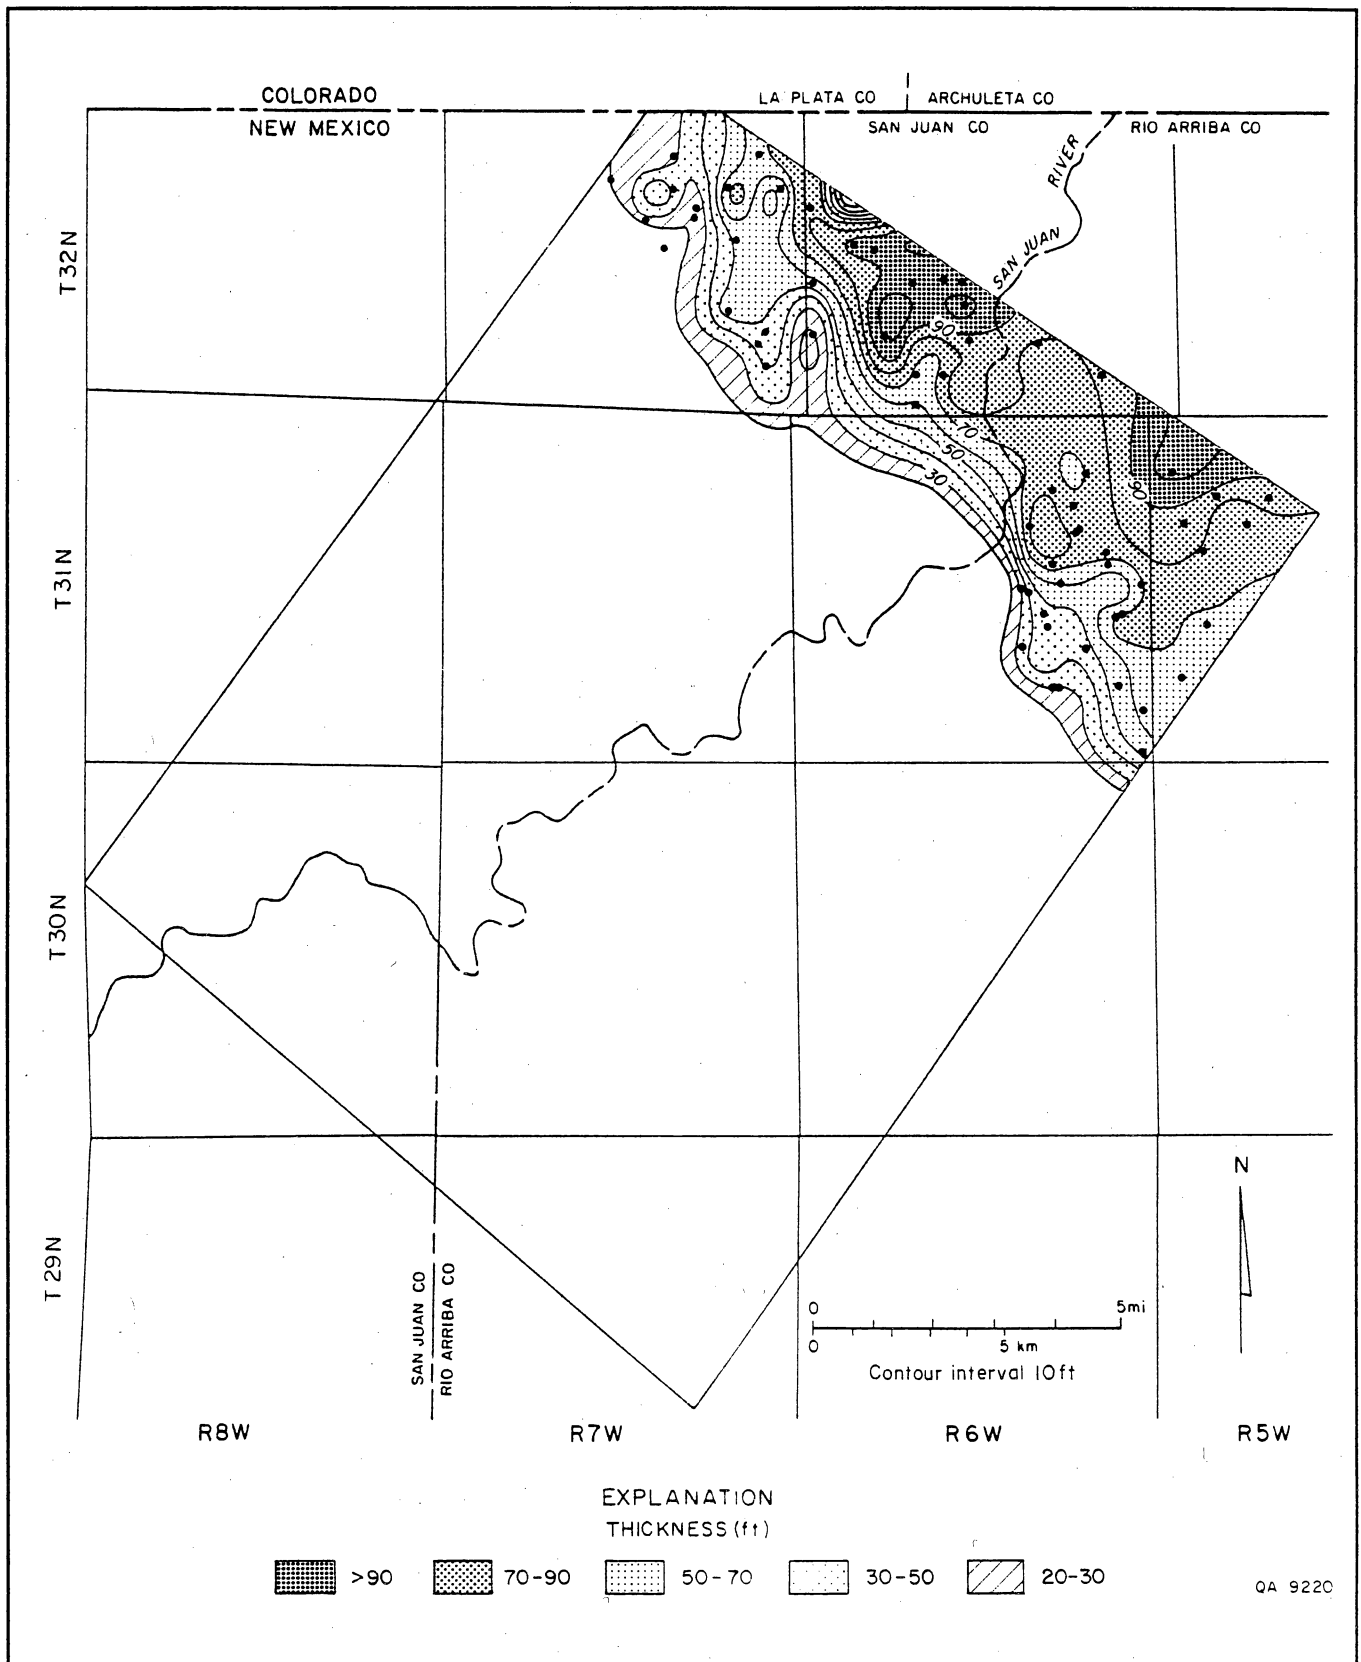 COLORADO
NEW MEXICO
LA PLATA CO
ARCHULETA CO
SAN JUAN CO
RIO ARRIBA CO
RIVER
SAN JUAN
T32N
90
70
50
30
90
T31N
T30N
T29N
SAN JUAN CO
RIO ARRIBA CO
N
0 5mi
0 5 km
Contour interval 10ft
R8W R7W R6W R5W
EXPLANATION
THICKNESS (ft)
>90 70-90 50-70 30-50 20-30
QA 9220